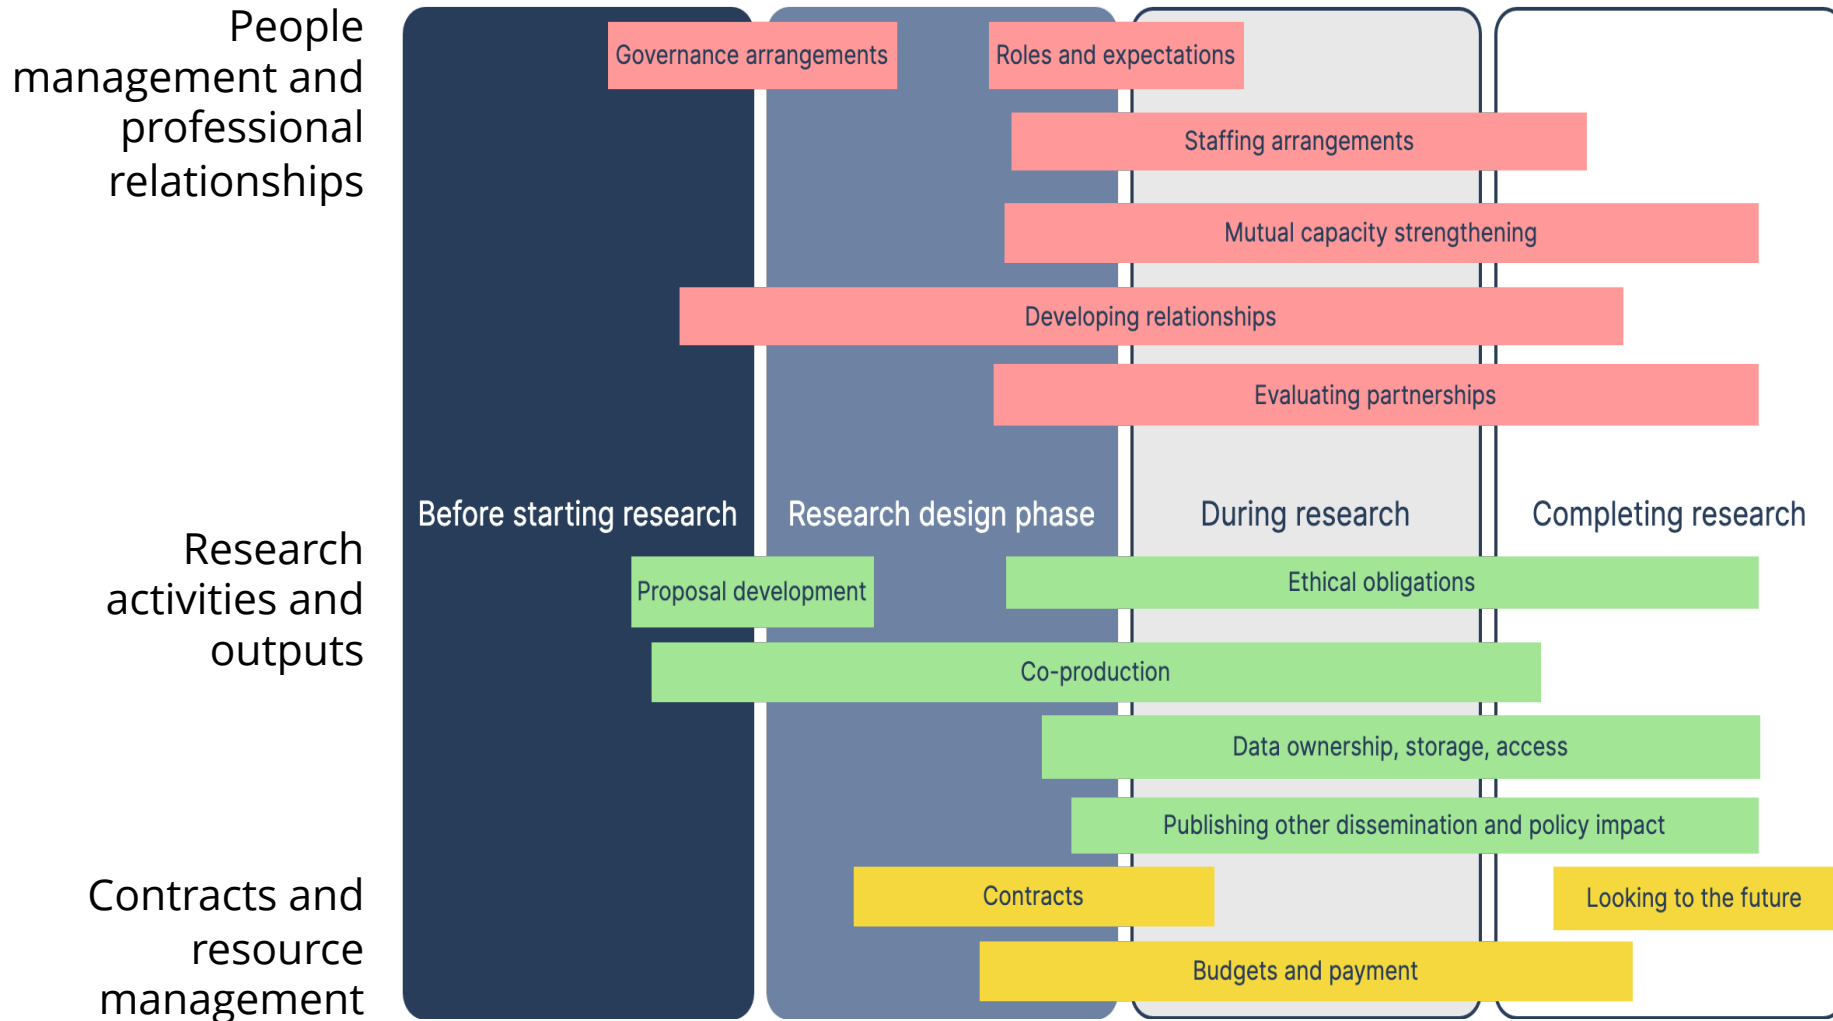 People
management and
professional
relationships
Governance arrangements
Roles and expectations
Staffing arrangements
Mutual capacity strengthening
Developing relationships
Evaluating partnerships
Before starting research
Research design phase
During research
Completing research
Research
activities and
outputs
Proposal development
Ethical obligations
Co-production
Data ownership, storage, access
Publishing other dissemination and policy impact
Contracts and
resource
management
Contracts
Looking to the future
Budgets and payment